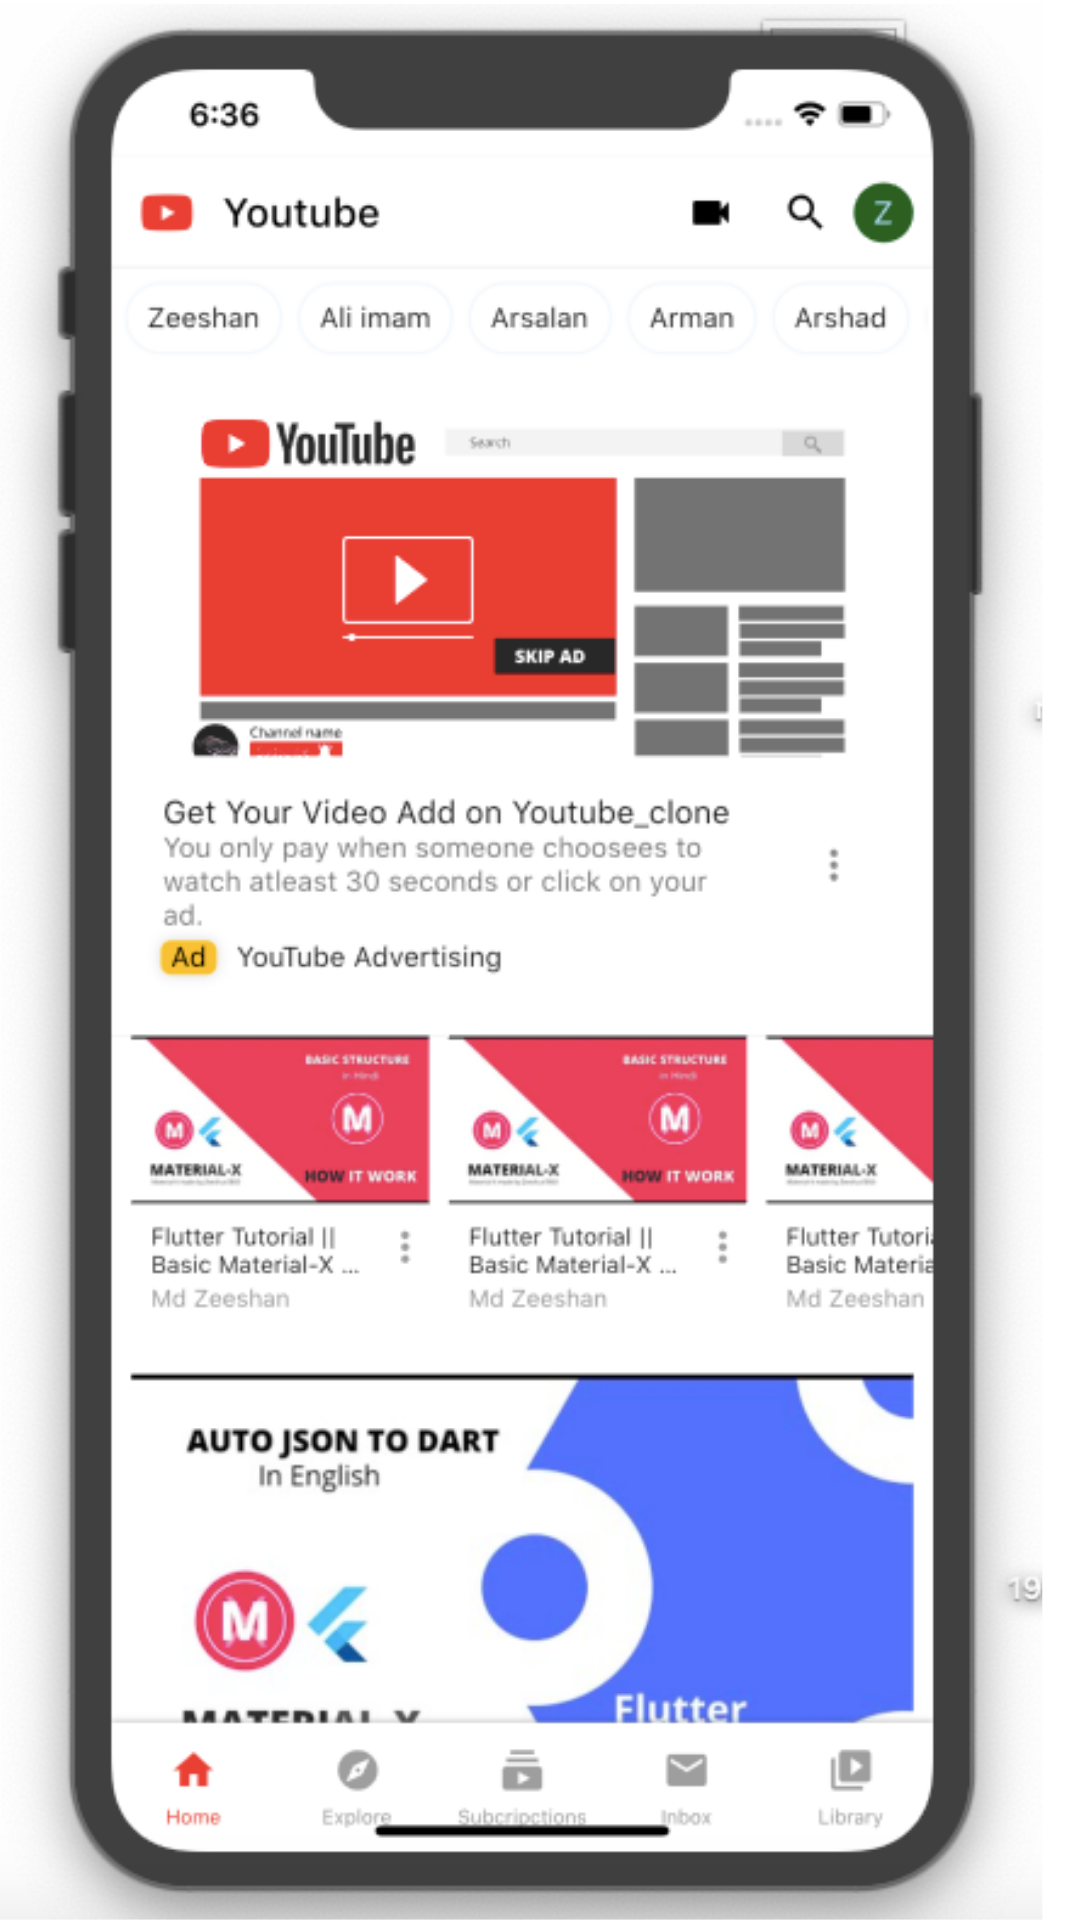 6:36
Youtube
Z
Zeeshan
Ali imam
Arsalan
Arman
Arshad
YouTube
Search
SKIP AD
Channel name
Get Your Video Add on Youtube_clone
You only pay when someone choosees to
watch atleast 30 seconds or click on your
ad.
Ad YouTube Advertising
BASIC STRUCTURE
in Hindi
M
M
MATERIAL-X
HOW IT WORK
BASIC STRUCTURE
in Hindi
M
M
MATERIAL-X
HOW IT WORK
M
MATERIAL-X
Flutter Tutorial ||
Basic Material-X ...
Md Zeeshan
Flutter Tutorial ||
Basic Material-X ...
Md Zeeshan
Flutter Tutoria
Basic Materia
Md Zeeshan
AUTO JSON TO DART
In English
M
MATERIAL-X
Flutter
Home
Explore
Subcripctions
Inbox
Library
19